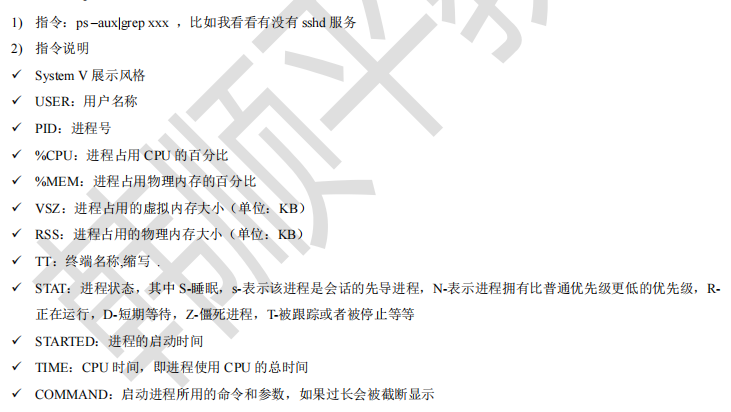 1) 指令：ps –aux|grep xxx ，比如我看看有没有 sshd 服务
2) 指令说明
✓ System V 展示风格
✓ USER：用户名称
✓ PID：进程号
✓ %CPU：进程占用 CPU 的百分比
✓ %MEM：进程占用物理内存的百分比
✓ VSZ：进程占用的虚拟内存大小（单位：KB）
✓ RSS：进程占用的物理内存大小（单位：KB）
✓ TT：终端名称,缩写 .
✓ STAT：进程状态，其中 S-睡眠，s-表示该进程是会话的先导进程，N-表示进程拥有比普通优先级更低的优先级，R-
正在运行，D-短期等待，Z-僵死进程，T-被跟踪或者被停止等等
✓ STARTED：进程的启动时间
✓ TIME：CPU 时间，即进程使用 CPU 的总时间
✓ COMMAND：启动进程所用的命令和参数，如果过长会被截断显示
韩顺平教